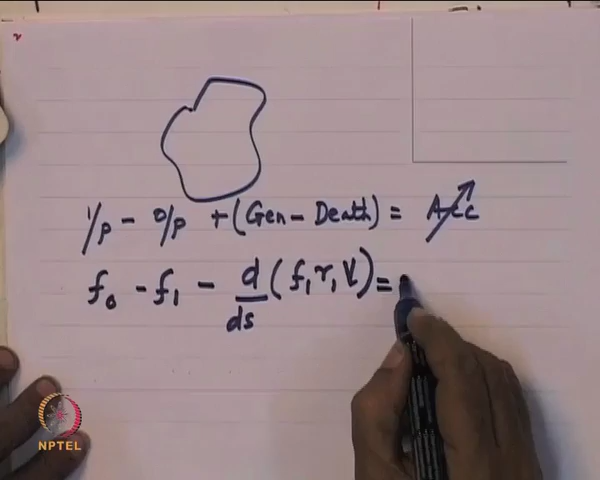 I/p - O/p + (Gen - Death) = Acc
f₀ - f₁ - d/ds (f₁ r₁ V) =
NPTEL